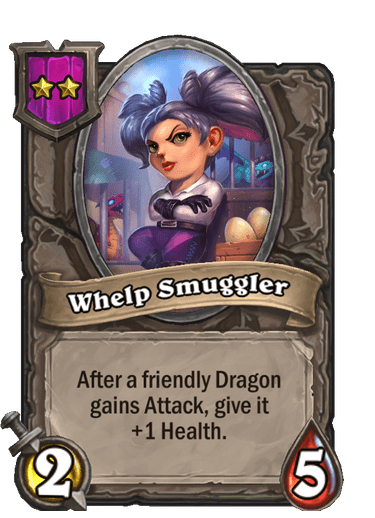 Whelp Smuggler
After a friendly Dragon
gains Attack, give it
+1 Health.
2
5